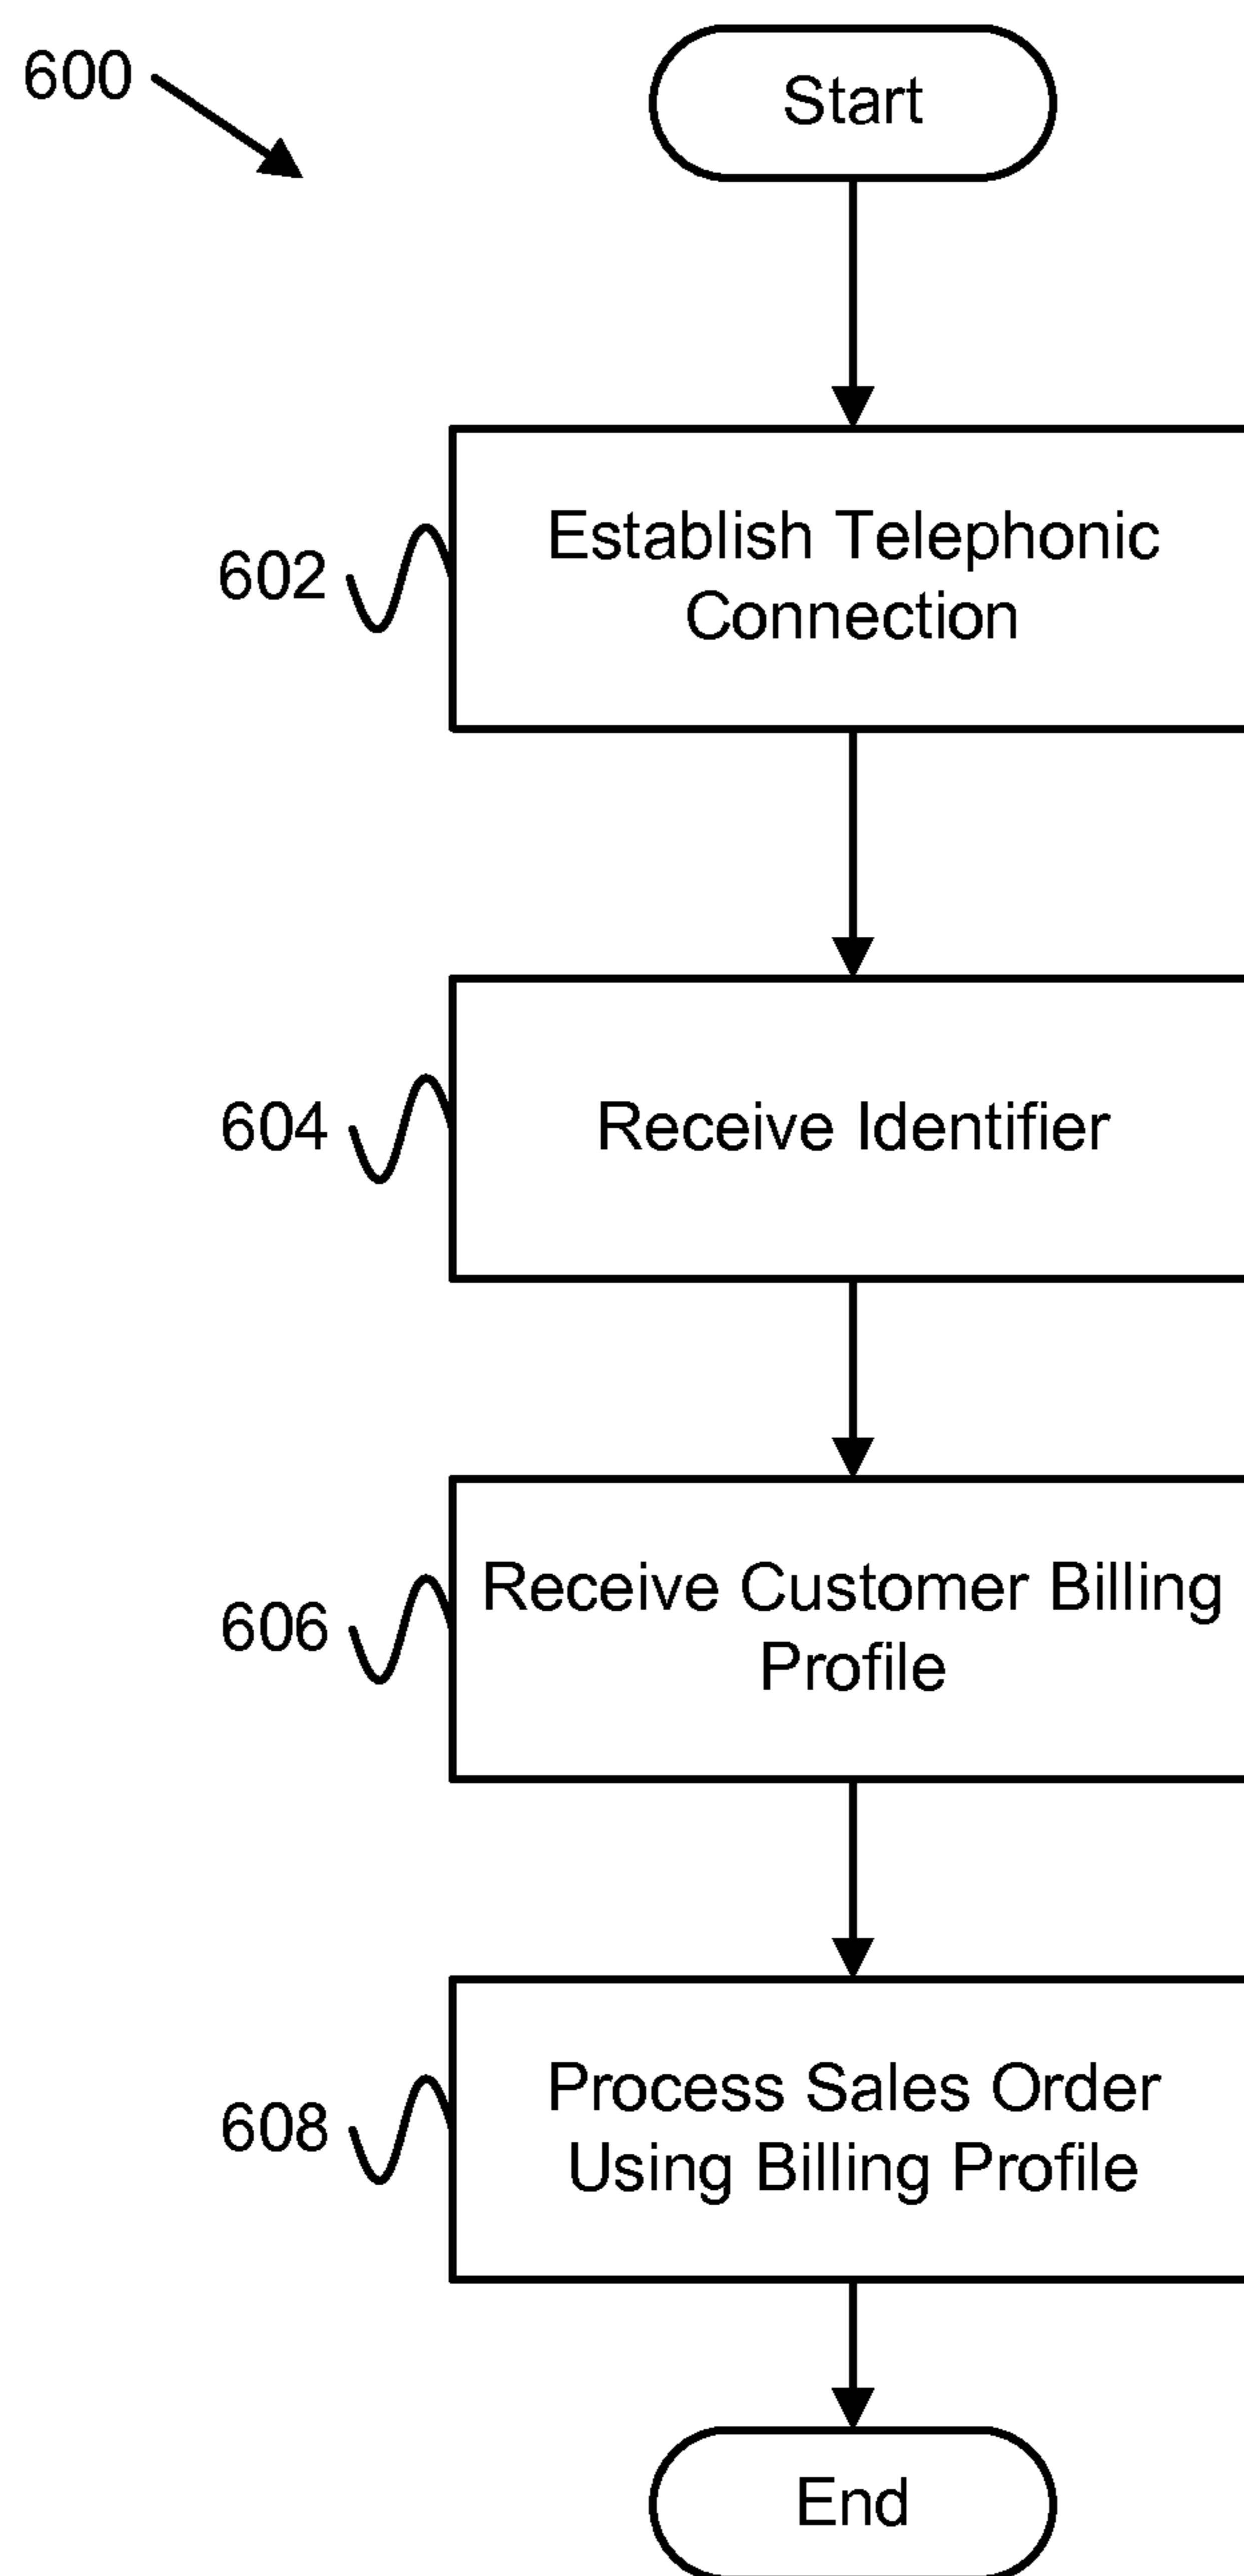 600
Start
602
Establish Telephonic
Connection
604
Receive Identifier
606
Receive Customer Billing
Profile
608
Process Sales Order
Using Billing Profile
End